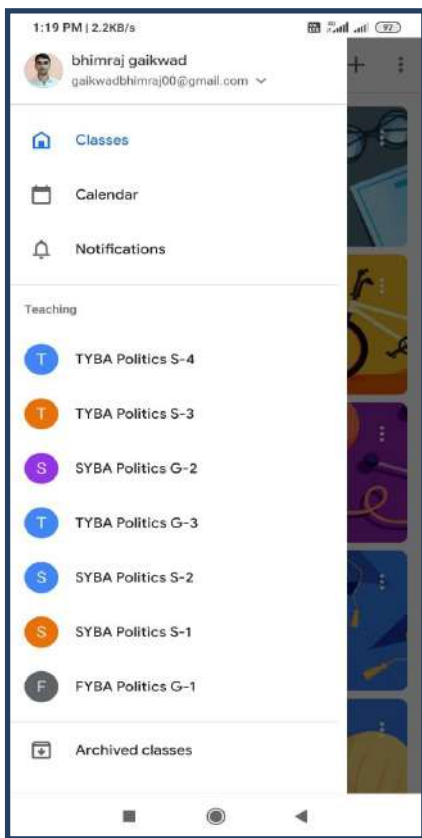 1:19 PM | 2.2KB/s
92
bhimraj gaikwad
gaikwadbhimraj00@gmail.com
Classes
Calendar
Notifications
Teaching
T TYBA Politics S-4
T TYBA Politics S-3
S SYBA Politics G-2
T TYBA Politics G-3
S SYBA Politics S-2
S SYBA Politics S-1
F FYBA Politics G-1
Archived classes